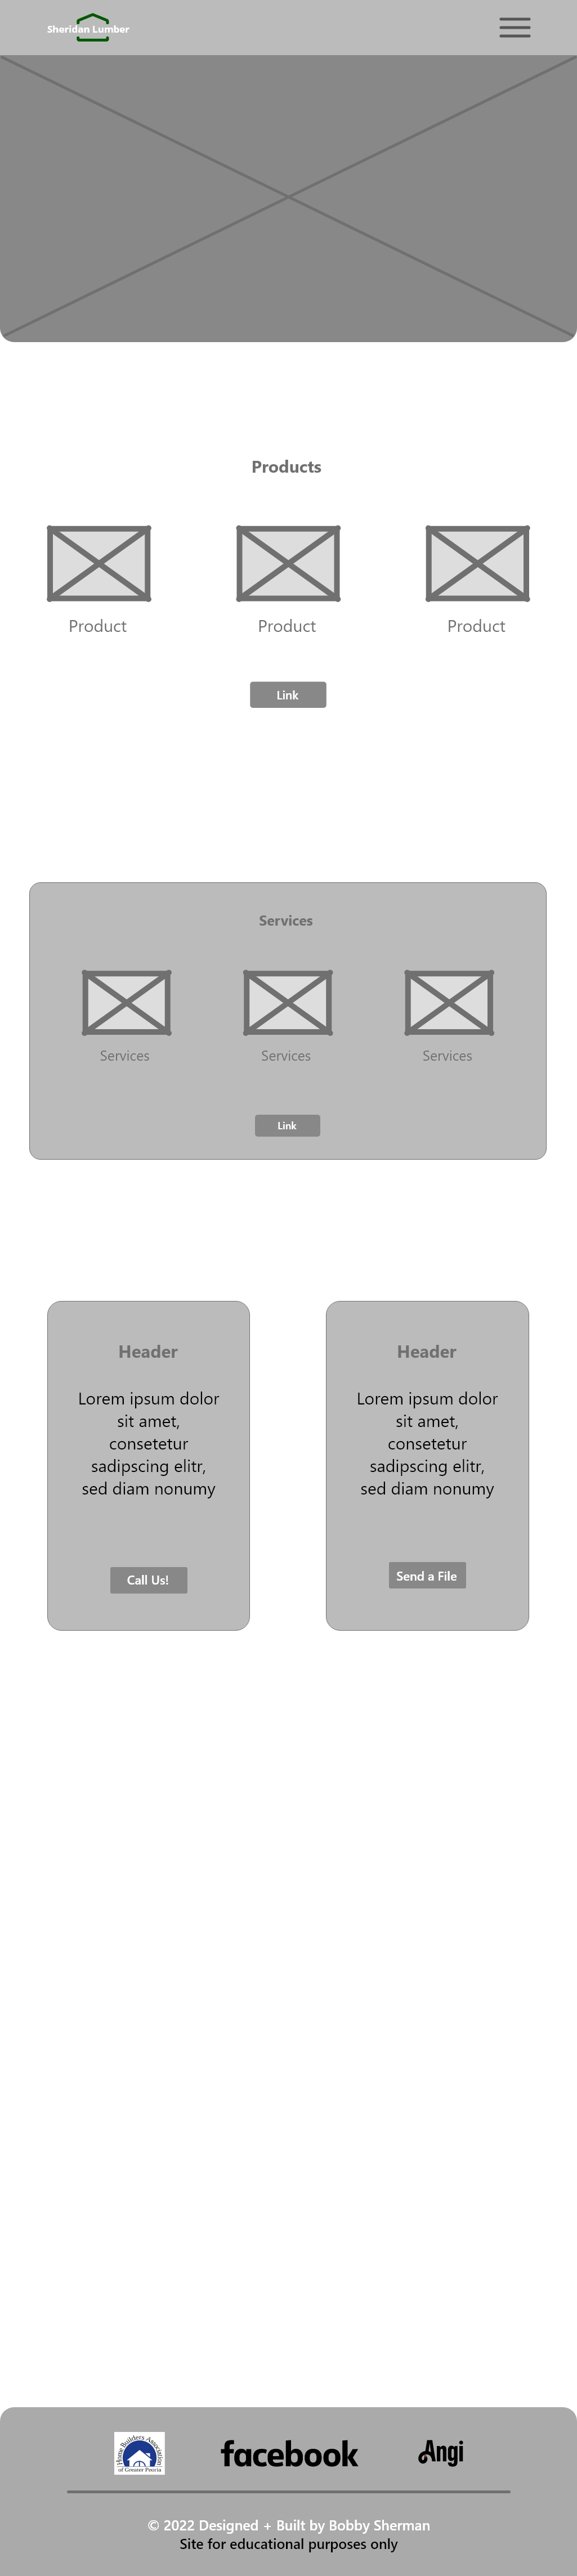 Sheridan Lumber
Products
Product Product Product
Link
Services
Services Services Services
Link
Header
Lorem ipsum dolor
sit amet,
consetetur
sadipscing elitr,
sed diam nonumy
Call Us!
Header
Lorem ipsum dolor
sit amet,
consetetur
sadipscing elitr,
sed diam nonumy
Send a File
Home Builders Association
of Greater Peoria
facebook
Angi
© 2022 Designed + Built by Bobby Sherman
Site for educational purposes only